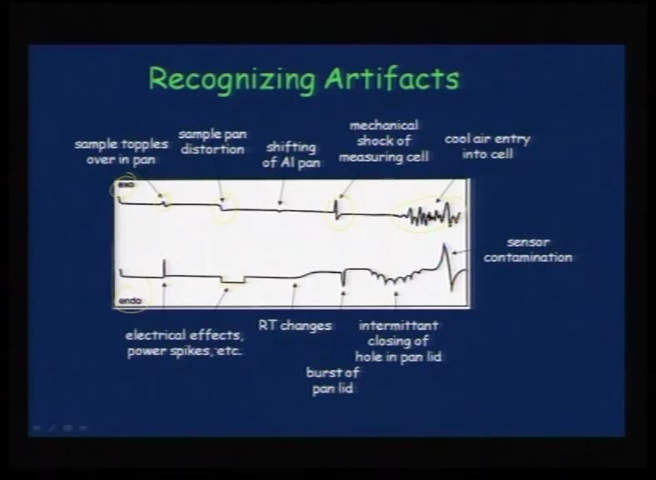 Recognizing Artifacts
sample topples
over in pan
sample pan
distortion
shifting
of Al pan
mechanical
shock of
measuring cell
cool air entry
into cell
exo
sensor
contamination
endo
electrical effects,
power spikes, etc.
RT changes
burst of
pan lid
intermittant
closing of
hole in pan lid